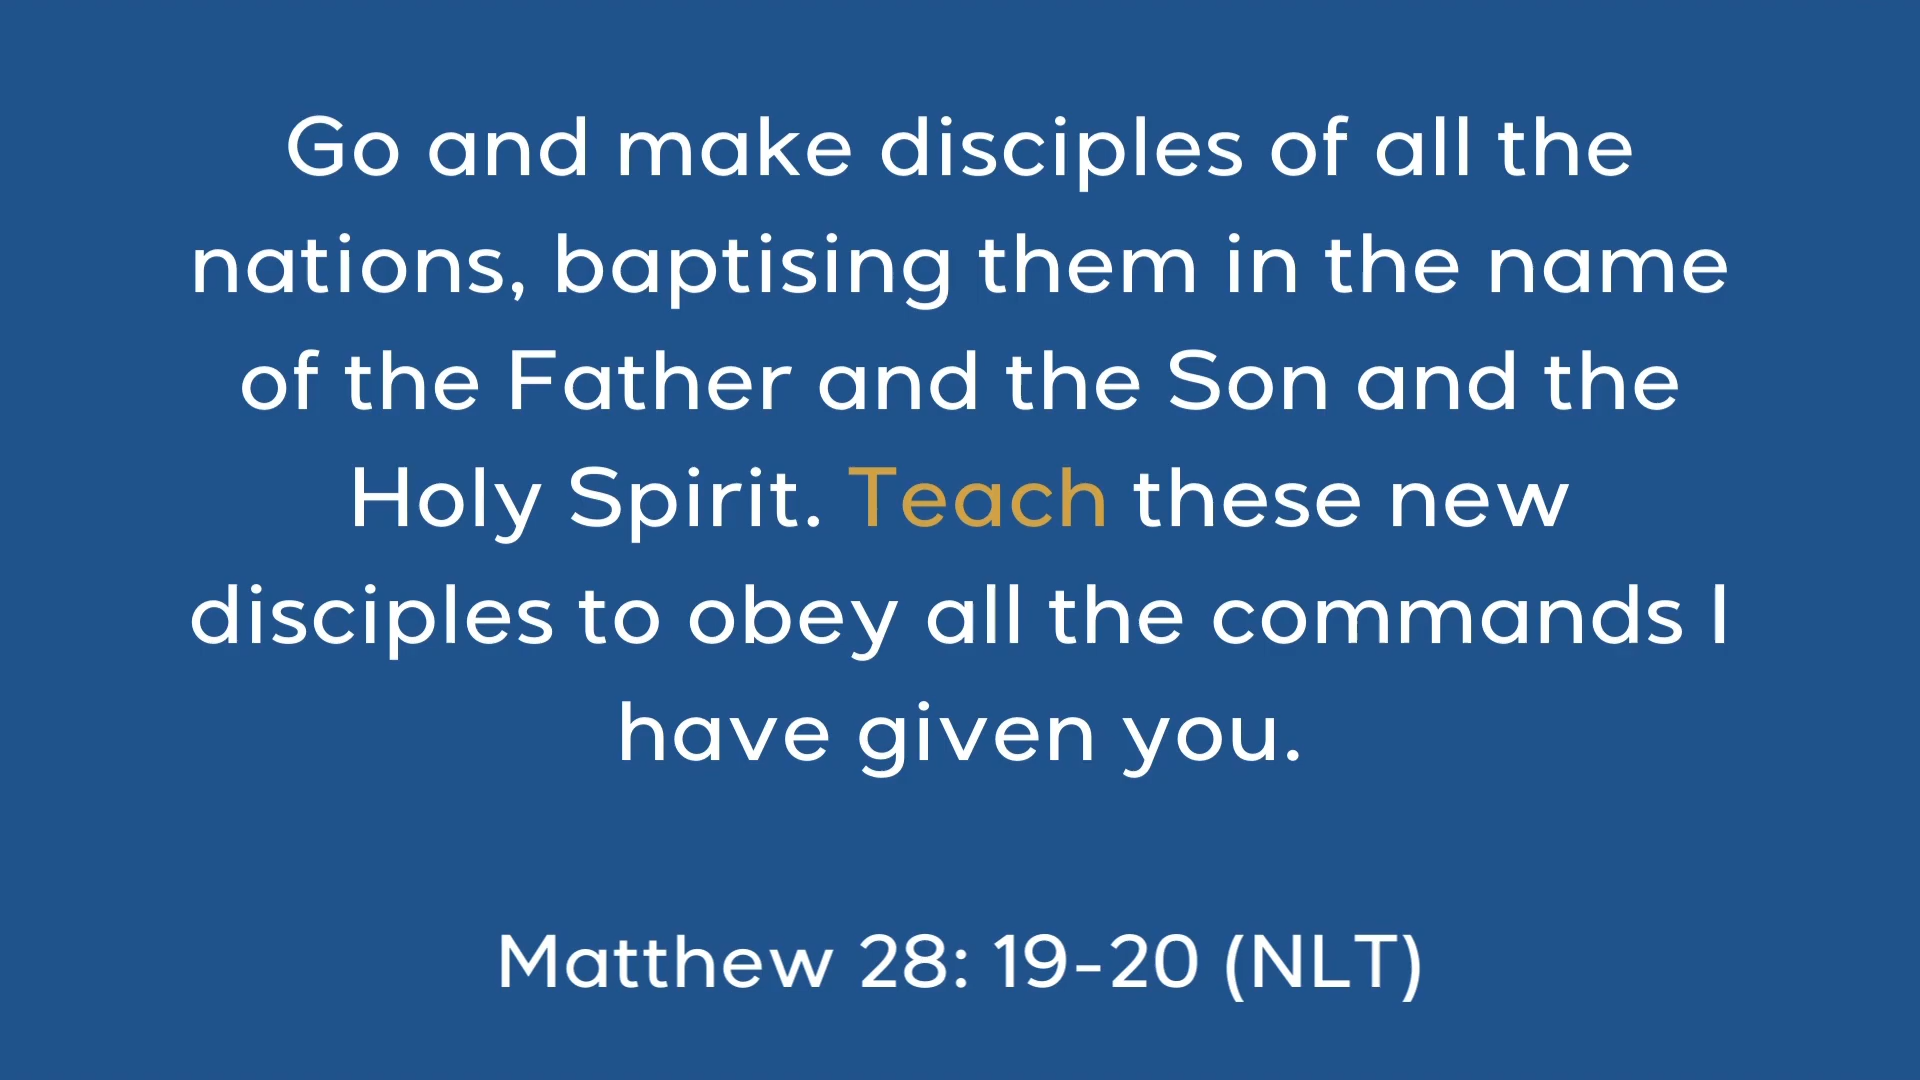 Go and make disciples of all the
nations, baptising them in the name
of the Father and the Son and the
Holy Spirit. Teach these new
disciples to obey all the commands I
have given you.
Matthew 28: 19-20 (NLT)